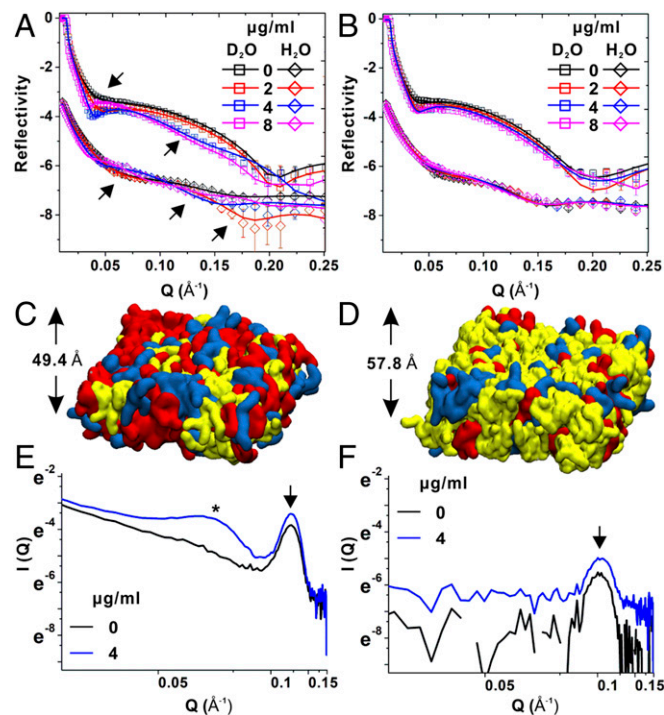 A
B
µg/ml
D₂O H₂O
0
2
4
8
Reflectivity
0
-2
-4
-6
-8
0.05 0.10 0.15 0.20 0.25
Q (Å⁻¹)
µg/ml
D₂O H₂O
0
2
4
8
Reflectivity
0
-2
-4
-6
-8
0.05 0.10 0.15 0.20 0.25
Q (Å⁻¹)
C
49.4 Å
D
57.8 Å
E
I (Q)
e⁻²
e⁻⁴
e⁻⁶
e⁻⁸
*
µg/ml
0
4
0.05 0.1 0.15
Q (Å⁻¹)
F
I (Q)
e⁻²
e⁻⁴
e⁻⁶
e⁻⁸
µg/ml
0
4
0.05 0.1 0.15
Q (Å⁻¹)